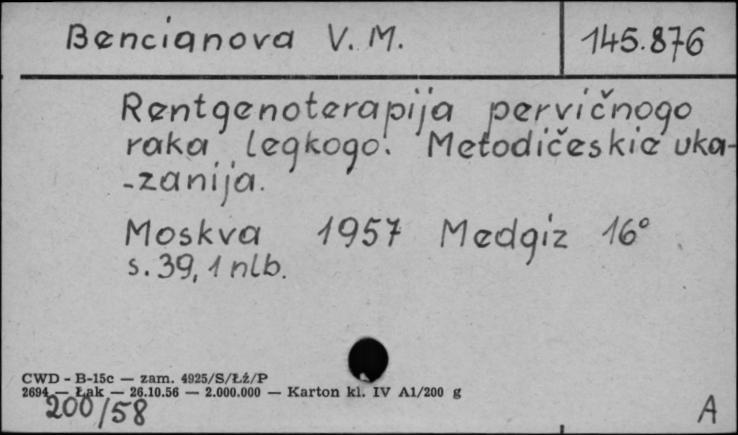 Bencianova V. M. 145.876
Rentgenoterapija pervičnogo
raka legkogo. Metodičeskie uka-
-zanija.
Moskva 1957 Medgiz 16°
s. 39, 1 nlb.
CWD - B-15c — zam. 4925/S/Łż/P
2694 — Łak — 26.10.56 — 2.000.000 — Karton kl. IV A1/200 g
200/58 A